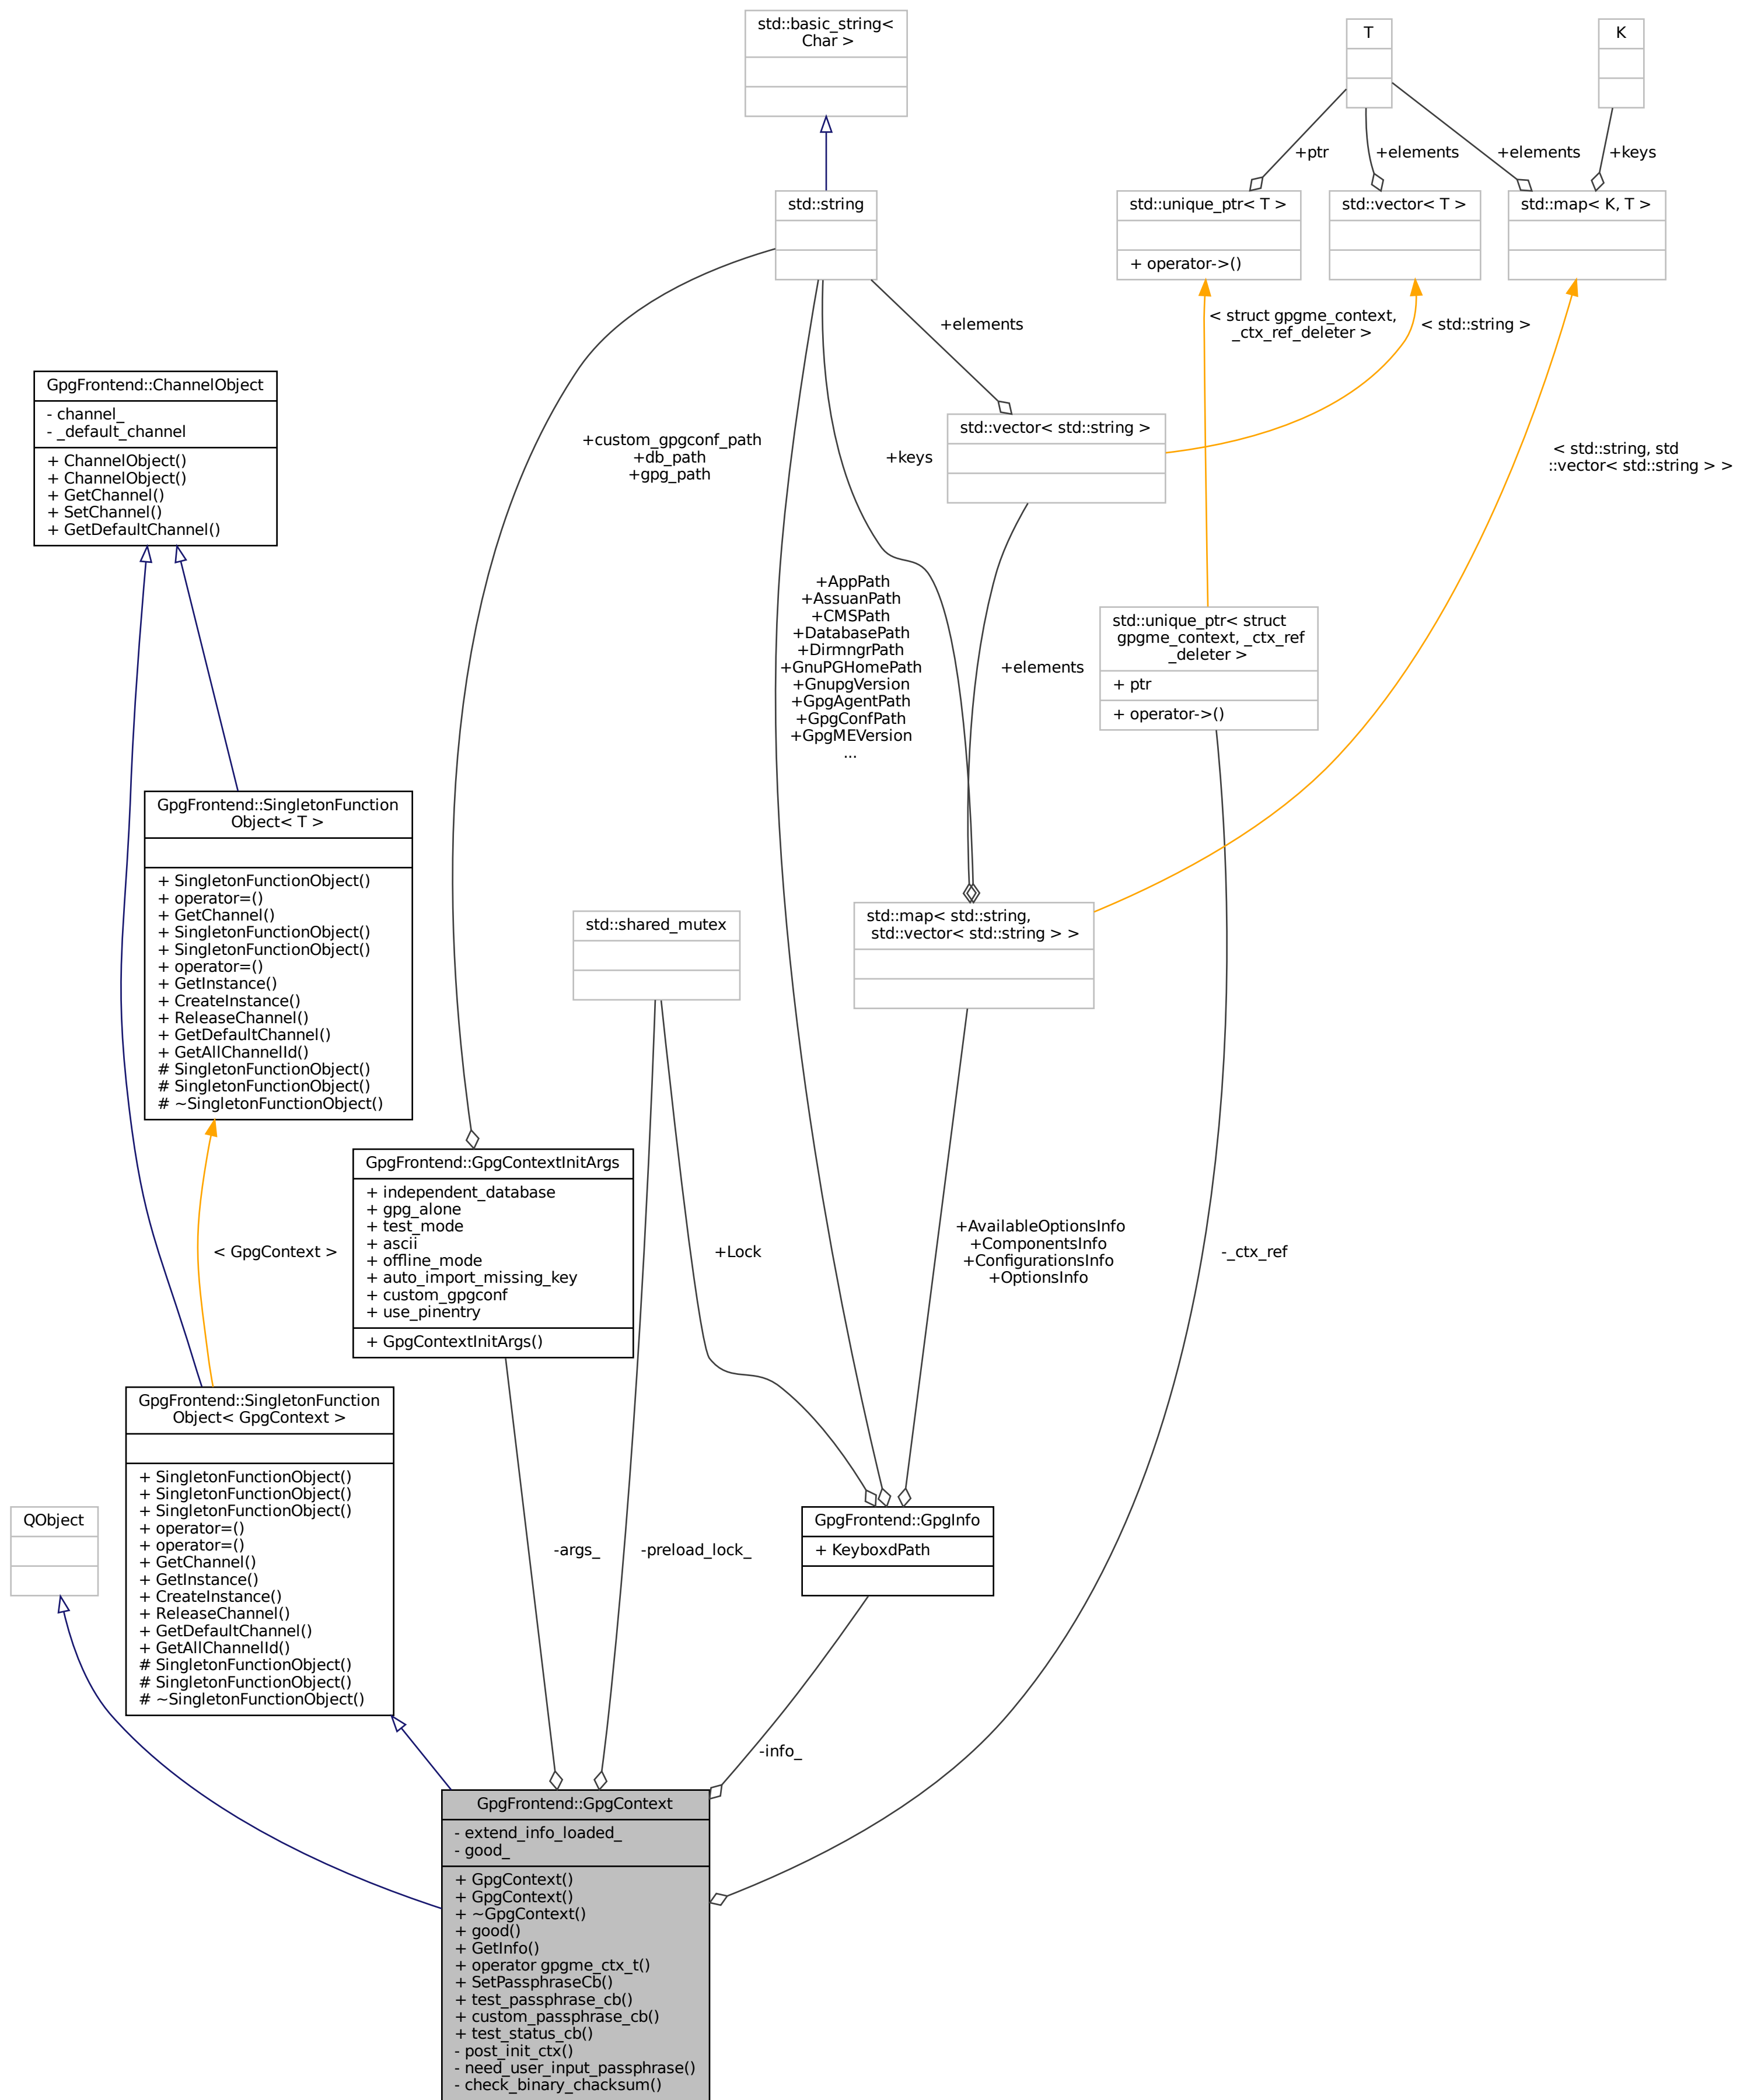 std::basic_string<
Char >
T
K
+ptr
+elements
+elements
+keys
std::string
std::unique_ptr< T >
+ operator->()
std::vector< T >
std::map< K, T >
< struct gpgme_context,
_ctx_ref_deleter >
< std::string >
+elements
GpgFrontend::ChannelObject
- channel_
- _default_channel
+ ChannelObject()
+ ChannelObject()
+ GetChannel()
+ SetChannel()
+ GetDefaultChannel()
+custom_gpgconf_path
+db_path
+gpg_path
+keys
std::vector< std::string >
< std::string, std
::vector< std::string > >
+AppPath
+AssuanPath
+CMSPath
+DatabasePath
+DirmngrPath
+GnuPGHomePath
+GnupgVersion
+GpgAgentPath
+GpgConfPath
+GpgMEVersion
...
+elements
std::unique_ptr< struct
gpgme_context, _ctx_ref
_deleter >
+ ptr
+ operator->()
GpgFrontend::SingletonFunction
Object< T >
+ SingletonFunctionObject()
+ operator=()
+ GetChannel()
+ SingletonFunctionObject()
+ SingletonFunctionObject()
+ operator=()
+ GetInstance()
+ CreateInstance()
+ ReleaseChannel()
+ GetDefaultChannel()
+ GetAllChannelId()
# SingletonFunctionObject()
# SingletonFunctionObject()
# ~SingletonFunctionObject()
std::shared_mutex
std::map< std::string,
std::vector< std::string > >
GpgFrontend::GpgContextInitArgs
+ independent_database
+ gpg_alone
+ test_mode
+ ascii
+ offline_mode
+ auto_import_missing_key
+ custom_gpgconf
+ use_pinentry
+ GpgContextInitArgs()
< GpgContext >
+Lock
+AvailableOptionsInfo
+ComponentsInfo
+ConfigurationsInfo
+OptionsInfo
-_ctx_ref
GpgFrontend::SingletonFunction
Object< GpgContext >
+ SingletonFunctionObject()
+ SingletonFunctionObject()
+ SingletonFunctionObject()
+ operator=()
+ operator=()
+ GetChannel()
+ GetInstance()
+ CreateInstance()
+ ReleaseChannel()
+ GetDefaultChannel()
+ GetAllChannelId()
# SingletonFunctionObject()
# SingletonFunctionObject()
# ~SingletonFunctionObject()
QObject
-args_
-preload_lock_
GpgFrontend::GpgInfo
+ KeyboxdPath
-info_
GpgFrontend::GpgContext
- extend_info_loaded_
- good_
+ GpgContext()
+ GpgContext()
+ ~GpgContext()
+ good()
+ GetInfo()
+ operator gpgme_ctx_t()
+ SetPassphraseCb()
+ test_passphrase_cb()
+ custom_passphrase_cb()
+ test_status_cb()
- post_init_ctx()
- need_user_input_passphrase()
- check_binary_chacksum()